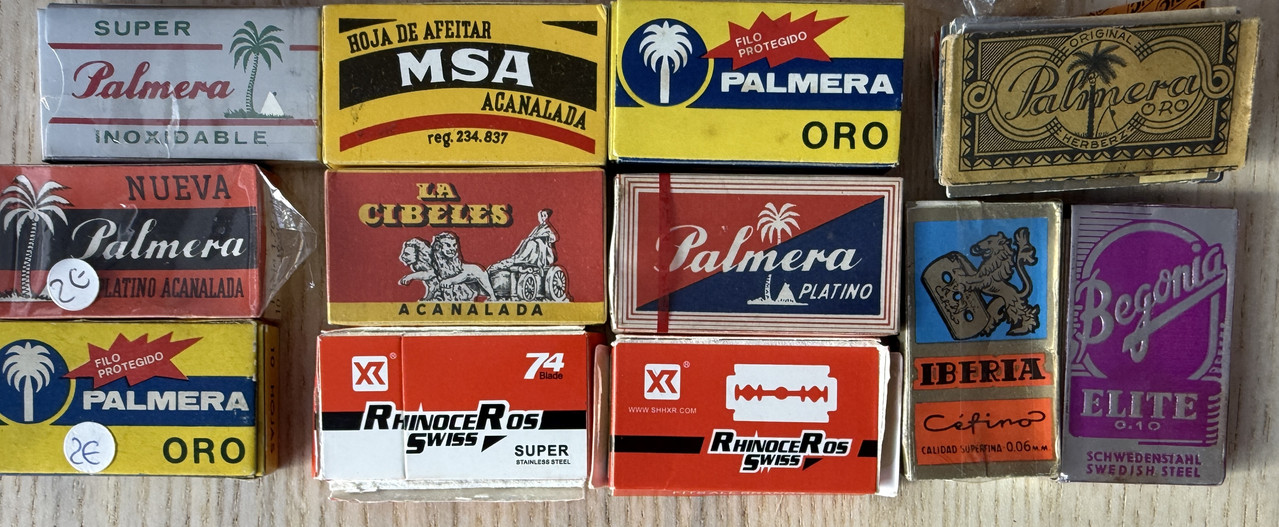 SUPER
Palmera
INOXIDABLE
HOJA DE AFEITAR
MSA
ACANALADA
reg. 234.837
FILO
PROTEGIDO
PALMERA
ORO
ORIGINAL
Palmera
ORO
HERBERZ
NUEVA
Palmera
PLATINO ACANALADA
2€
LA
CIBELES
ACANALADA
Palmera
PLATINO
IBERIA
Céfiro
CALIDAD SUPERFINA-0.06 M.M.
Begonia
ELITE
0.10
SCHWEDENSTAHL
SWEDISH STEEL
FILO
PROTEGIDO
PALMERA
ORO
2€
10 HOJAS
XR®
74
Blade
RHINOCEROS
SWISS
SUPER
STAINLESS STEEL
XR®
WWW.SHHXR.COM
RHINOCEROS
SWISS